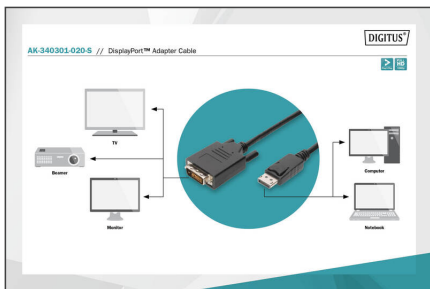 DIGITUS®
AK-340301-020-S // DisplayPort™ Adapter Cable
TV
Beamer
Monitor
Computer
Notebook